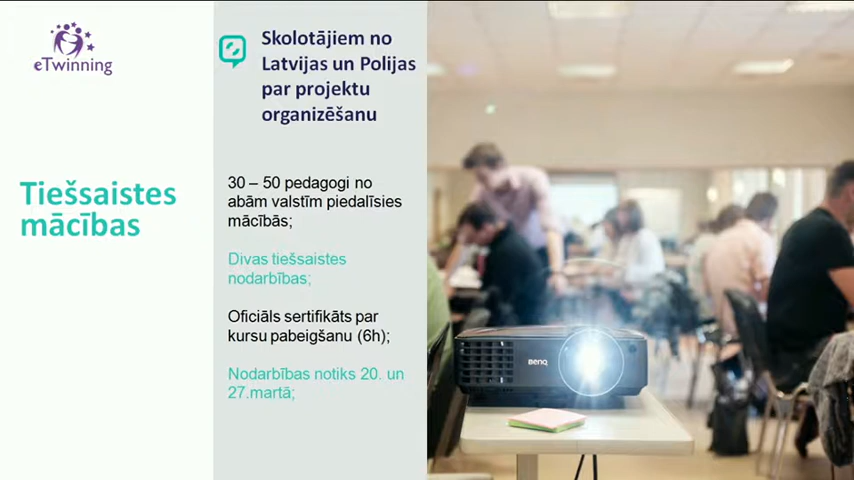 eTwinning
Tiešsaistes
mācības
Skolotājiem no
Latvijas un Polijas
par projektu
organizēšanu
30 – 50 pedagogi no
abām valstīm piedalīsies
mācībās;
Divas tiešsaistes
nodarbības;
Oficiāls sertifikāts par
kursu pabeigšanu (6h);
Nodarbības notiks 20. un
27.martā;
BenQ